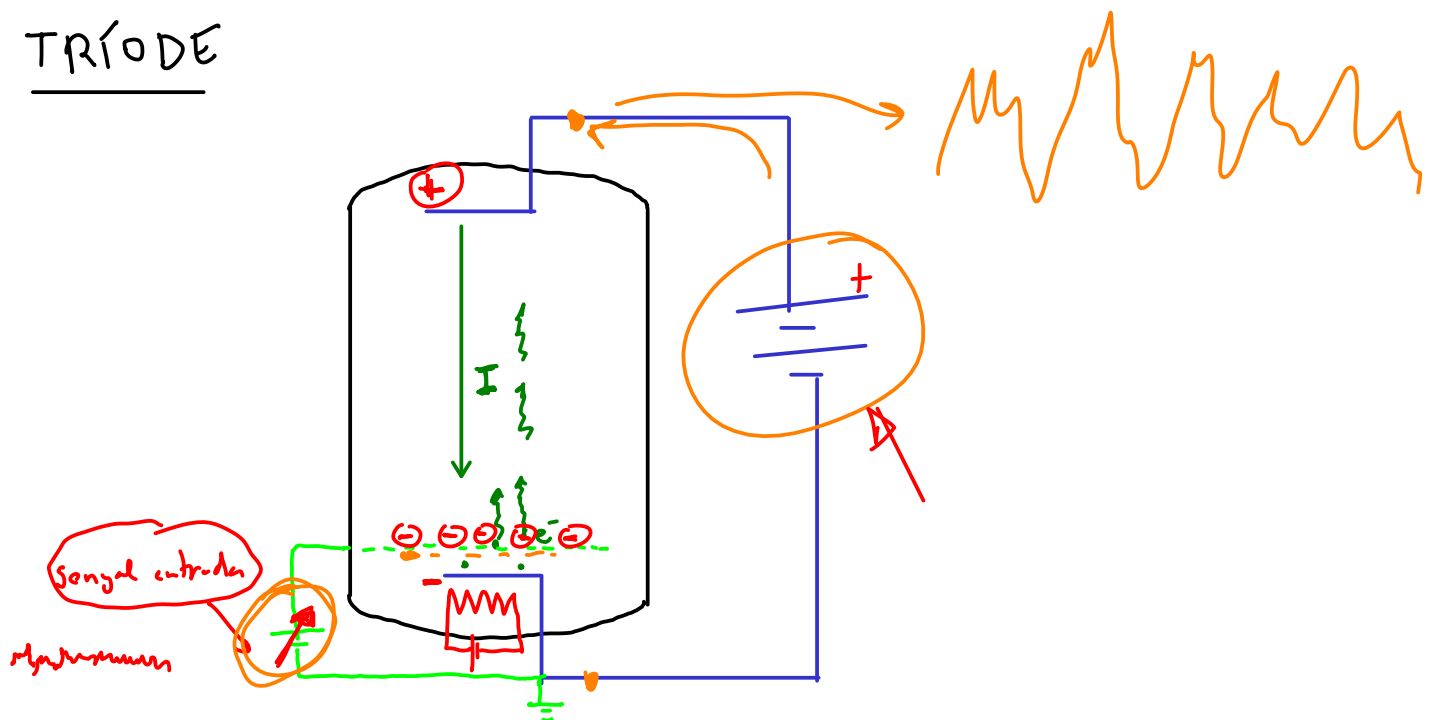 TRÍODE
+
+
I
- - - - -
e-
-
senyal entrada